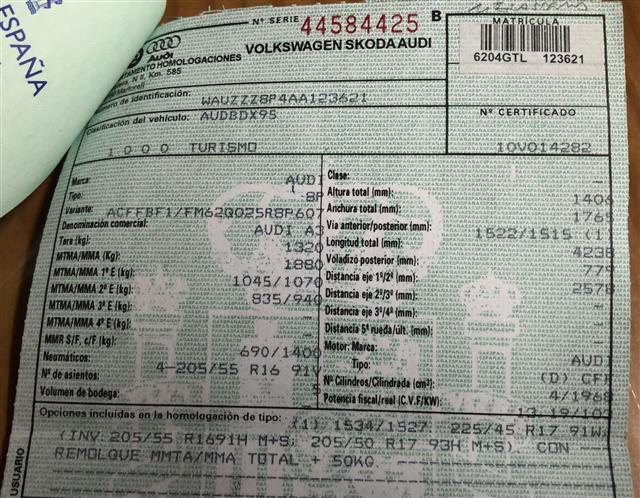 ESPAÑA
Nº SERIE 44584425 B
MATRÍCULA
Audi
VOLKSWAGEN SKODA AUDI
6204GTL 123621
N II, Km. 585
de identificación: WAUZZZ8P4AA123621
Clasificación del vehículo: AUDBDX95
Nº CERTIFICADO
1000 TURISMO
10V014282
Marca: AUDI
Tipo: 8P
Variante: ACFFBF1/FM62Q025R8P607
Denominación comercial: AUDI A3
Tara (kg): 1320
MTMA/MMA (Kg): 1880
MTMA/MMA 1º E (kg): 1045/1070
MTMA/MMA 2º E (kg): 835/940
MTMA/MMA 3º E (kg): –
MTMA/MMA 4º E (kg): –
MMR S/F, c/F (kg): 690/1400
Neumáticos: 4-205/55 R16 91V
Nº de asientos: 5
Volumen de bodega: –
Clase: –
Altura total (mm): 1406
Anchura total (mm): 1765
Vía anterior/posterior (mm): 1522/1515 (1
Longitud total (mm): 4238
Voladizo posterior (mm): 779
Distancia eje 1º/2º (mm): 2578
Distancia eje 2º/3º (mm): –
Distancia eje 3º/4º (mm): –
Distancia 5ª rueda/últ. (mm): –
Motor: Marca: AUDI
Tipo: (D) CFF
Nº Cilindros/Cilindrada (cm³): 4/1968
Potencia fiscal/real (C.V.F/KW): 13,19/103
Opciones incluidas en la homologación de tipo:
(1) 1534/1527. 225/45 R17 91W
(INV. 205/55 R1691H M+S; 205/50 R17 93H M+S). CON
REMOLQUE MMTA/MMA TOTAL + 50KG.
USUARIO